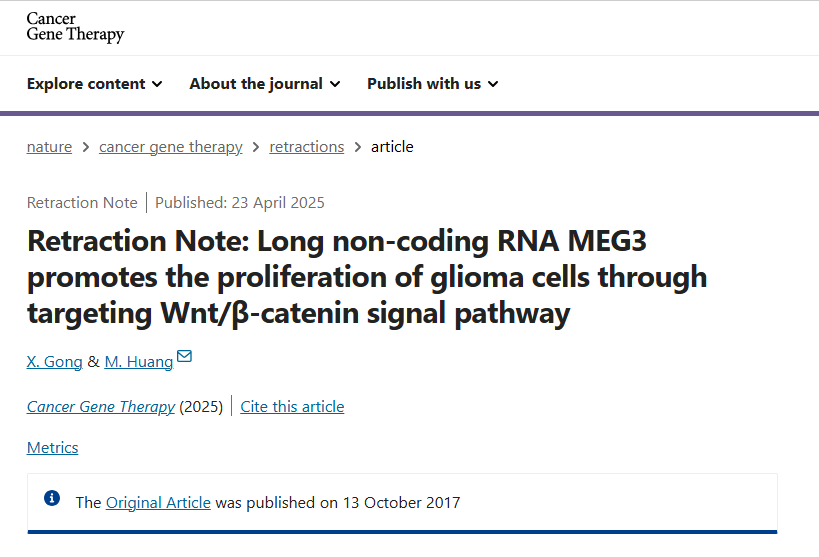 Cancer
Gene Therapy
Explore content
About the journal
Publish with us
nature > cancer gene therapy > retractions > article
Retraction Note | Published: 23 April 2025
Retraction Note: Long non-coding RNA MEG3
promotes the proliferation of glioma cells through
targeting Wnt/β-catenin signal pathway
X. Gong & M. Huang
Cancer Gene Therapy (2025) | Cite this article
Metrics
The Original Article was published on 13 October 2017